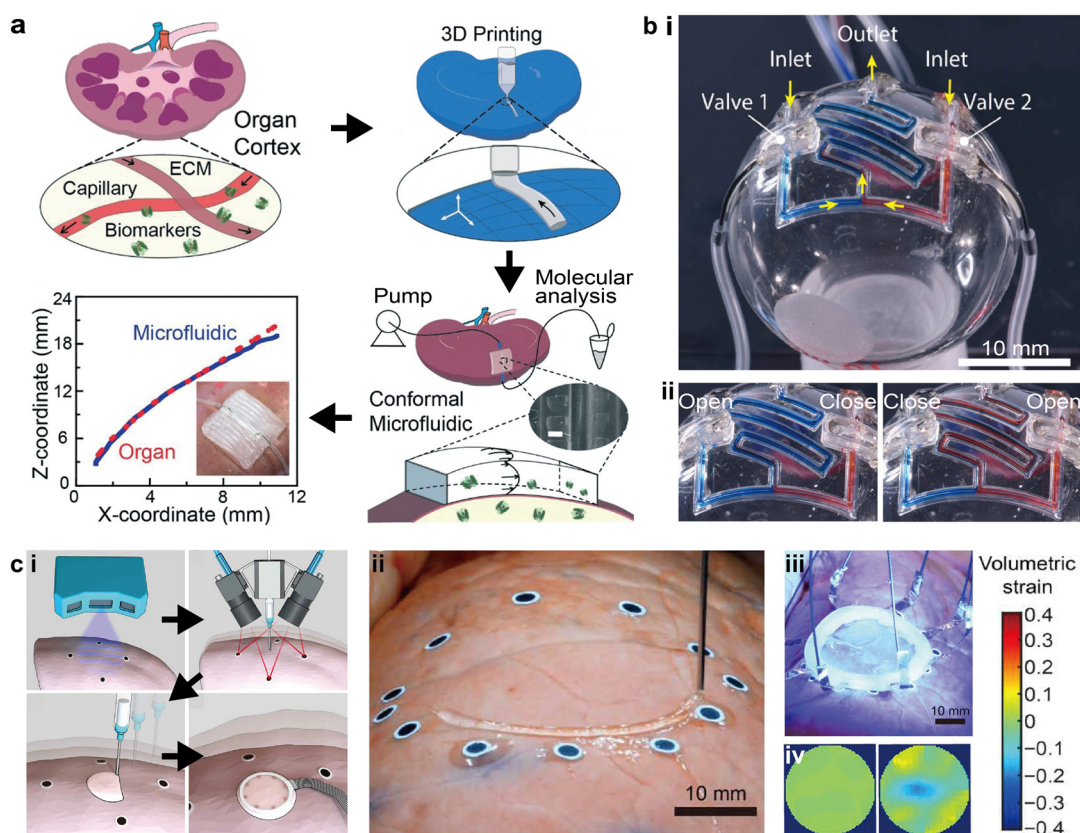 a
Organ
Cortex
ECM
Capillary
Biomarkers
3D Printing
Pump
Molecular
analysis
Conformal
Microfluidic
24
18
12
6
0
4
8
12
Z-coordinate (mm)
X-coordinate (mm)
Microfluidic
Organ
b i
Outlet
Inlet
Inlet
Valve 1
Valve 2
10 mm
ii
Open
Close
Close
Open
c i
ii
10 mm
iii
10 mm
iv
Volumetric
strain
0.4
0.3
0.2
0.1
0
−0.1
−0.2
−0.3
−0.4